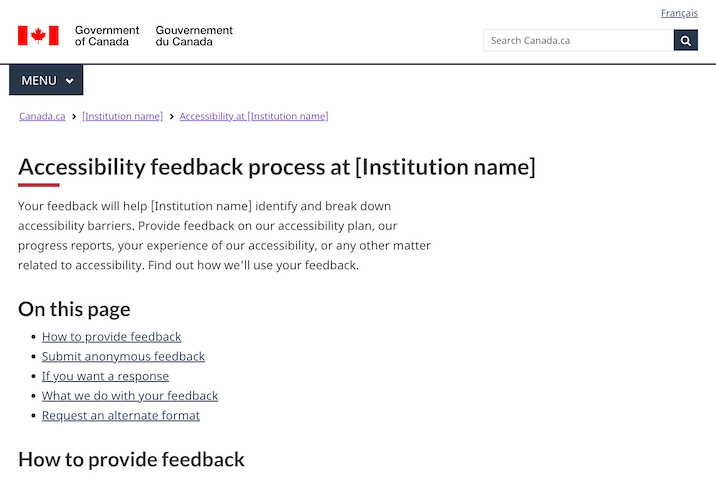 Français
Government of Canada
Gouvernement du Canada
Search Canada.ca
MENU
Canada.ca > [Institution name] > Accessibility at [Institution name]
Accessibility feedback process at [Institution name]
Your feedback will help [Institution name] identify and break down
accessibility barriers. Provide feedback on our accessibility plan, our
progress reports, your experience of our accessibility, or any other matter
related to accessibility. Find out how we'll use your feedback.
On this page
• How to provide feedback
• Submit anonymous feedback
• If you want a response
• What we do with your feedback
• Request an alternate format
How to provide feedback